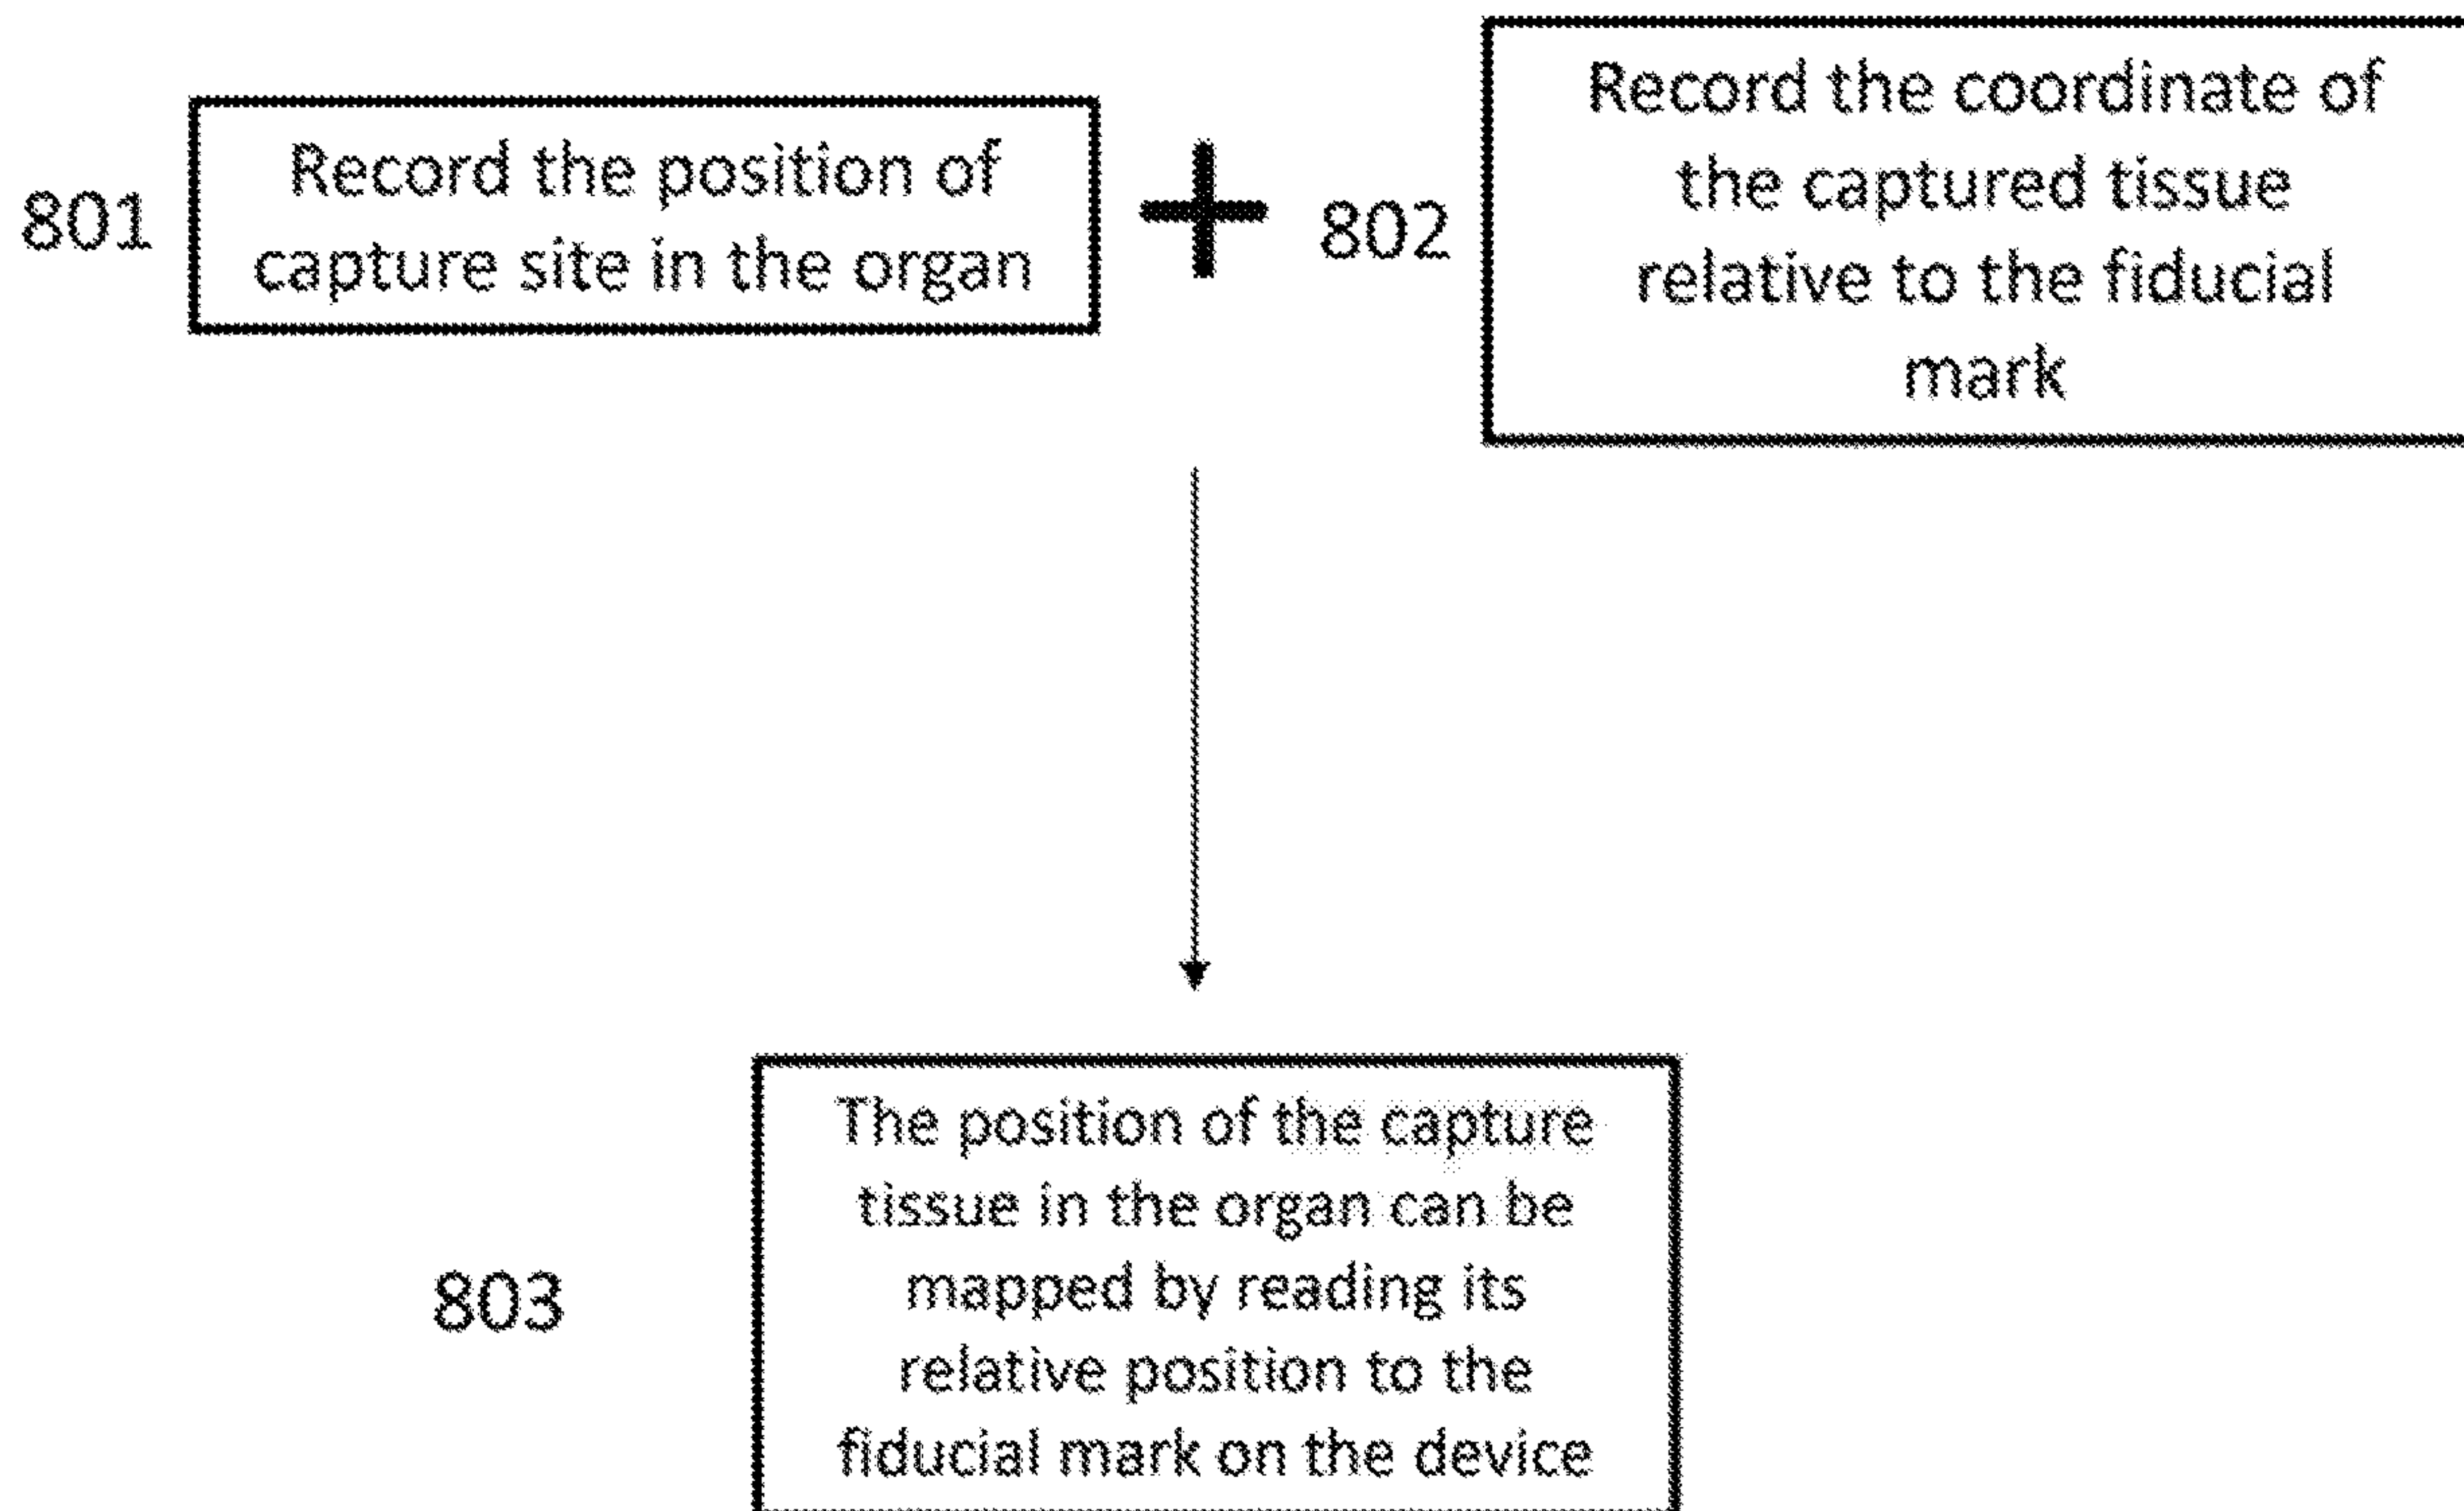 801
Record the position of
capture site in the organ
+
802
Record the coordinate of
the captured tissue
relative to the fiducial
mark
803
The position of the capture
tissue in the organ can be
mapped by reading its
relative position to the
fiducial mark on the device